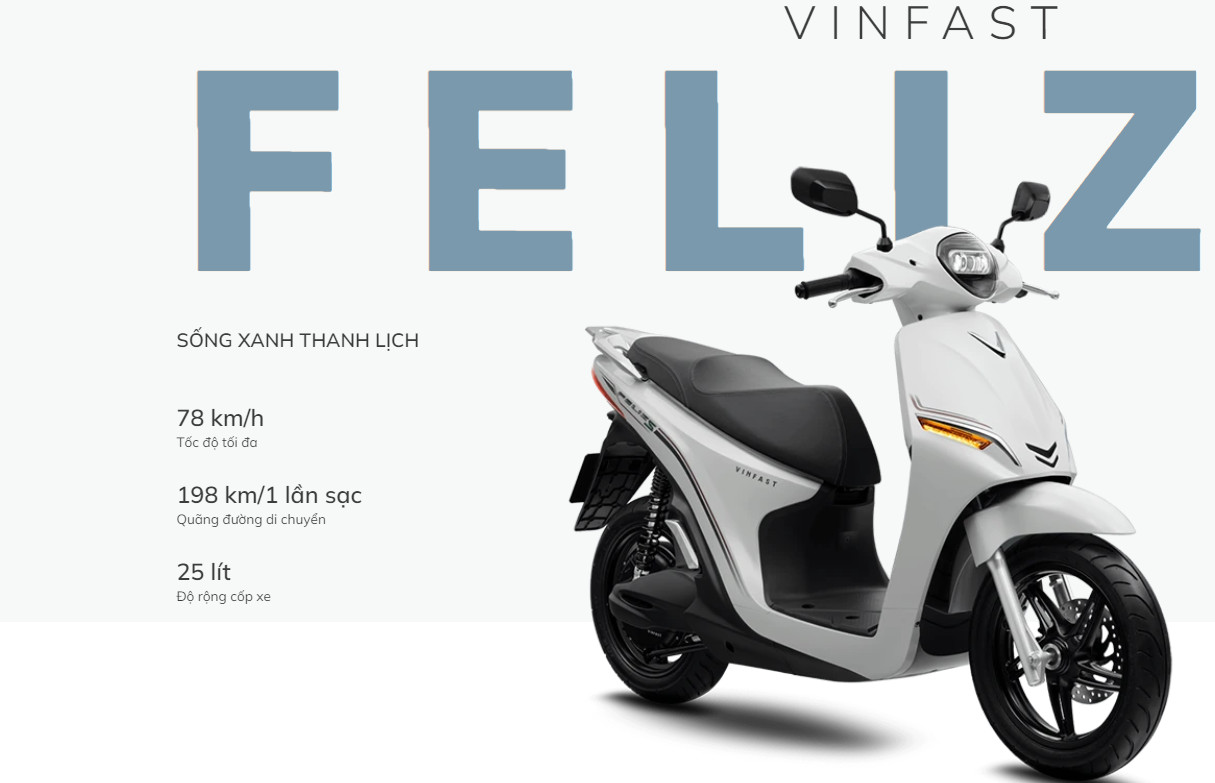 VINFAST
FELIZ
SỐNG XANH THANH LỊCH
78 km/h
Tốc độ tối đa
198 km/1 lần sạc
Quãng đường di chuyển
25 lít
Độ rộng cốp xe
FELIZ S
VINFAST